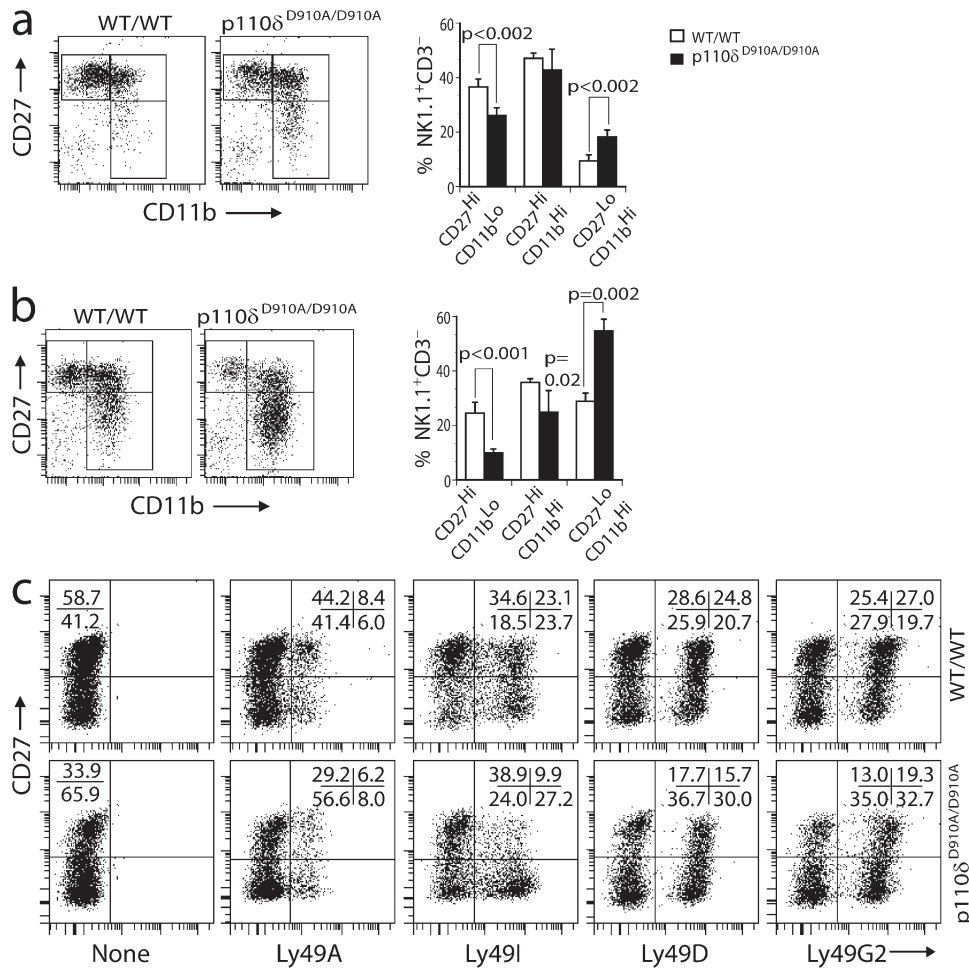 a
WT/WT
p110δ D910A/D910A
CD27
CD11b
% NK1.1+CD3−
60
40
20
0
p<0.002
p<0.002
CD27Hi
CD11bLo
CD27Hi
CD11bHi
CD27Lo
CD11bHi
WT/WT
p110δ D910A/D910A
b
WT/WT
p110δ D910A/D910A
CD27
CD11b
% NK1.1+CD3−
60
40
20
0
p<0.001
p=
0.02
p=0.002
CD27Hi
CD11bLo
CD27Hi
CD11bHi
CD27Lo
CD11bHi
c
CD27
58.7
41.2
44.2 8.4
41.4 6.0
34.6 23.1
18.5 23.7
28.6 24.8
25.9 20.7
25.4 27.0
27.9 19.7
WT/WT
33.9
65.9
29.2 6.2
56.6 8.0
38.9 9.9
24.0 27.2
17.7 15.7
36.7 30.0
13.0 19.3
35.0 32.7
p110δ D910A/D910A
None
Ly49A
Ly49I
Ly49D
Ly49G2